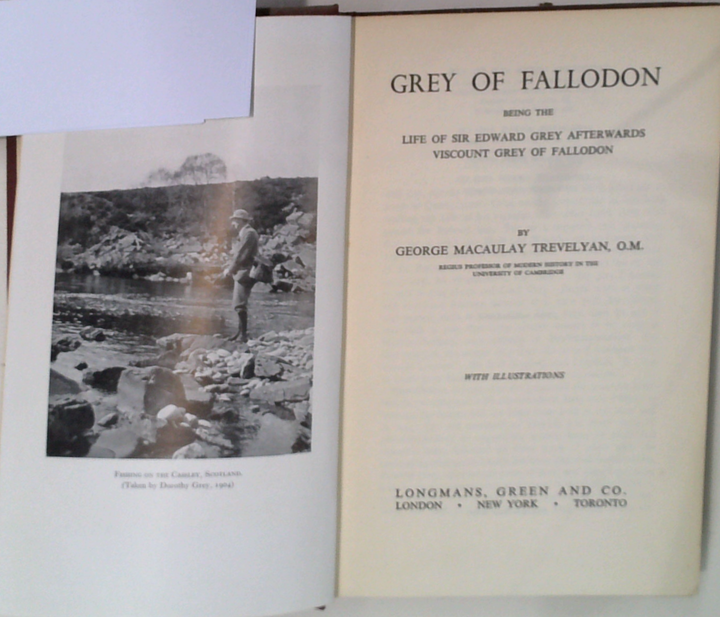 FISHING ON THE CASSLEY, SCOTLAND.
(Taken by Dorothy Grey, 1904)
GREY OF FALLODON
BEING THE
LIFE OF SIR EDWARD GREY AFTERWARDS
VISCOUNT GREY OF FALLODON
BY
GEORGE MACAULAY TREVELYAN, O.M.
REGIUS PROFESSOR OF MODERN HISTORY IN THE
UNIVERSITY OF CAMBRIDGE
WITH ILLUSTRATIONS
LONGMANS, GREEN AND CO.
LONDON • NEW YORK • TORONTO